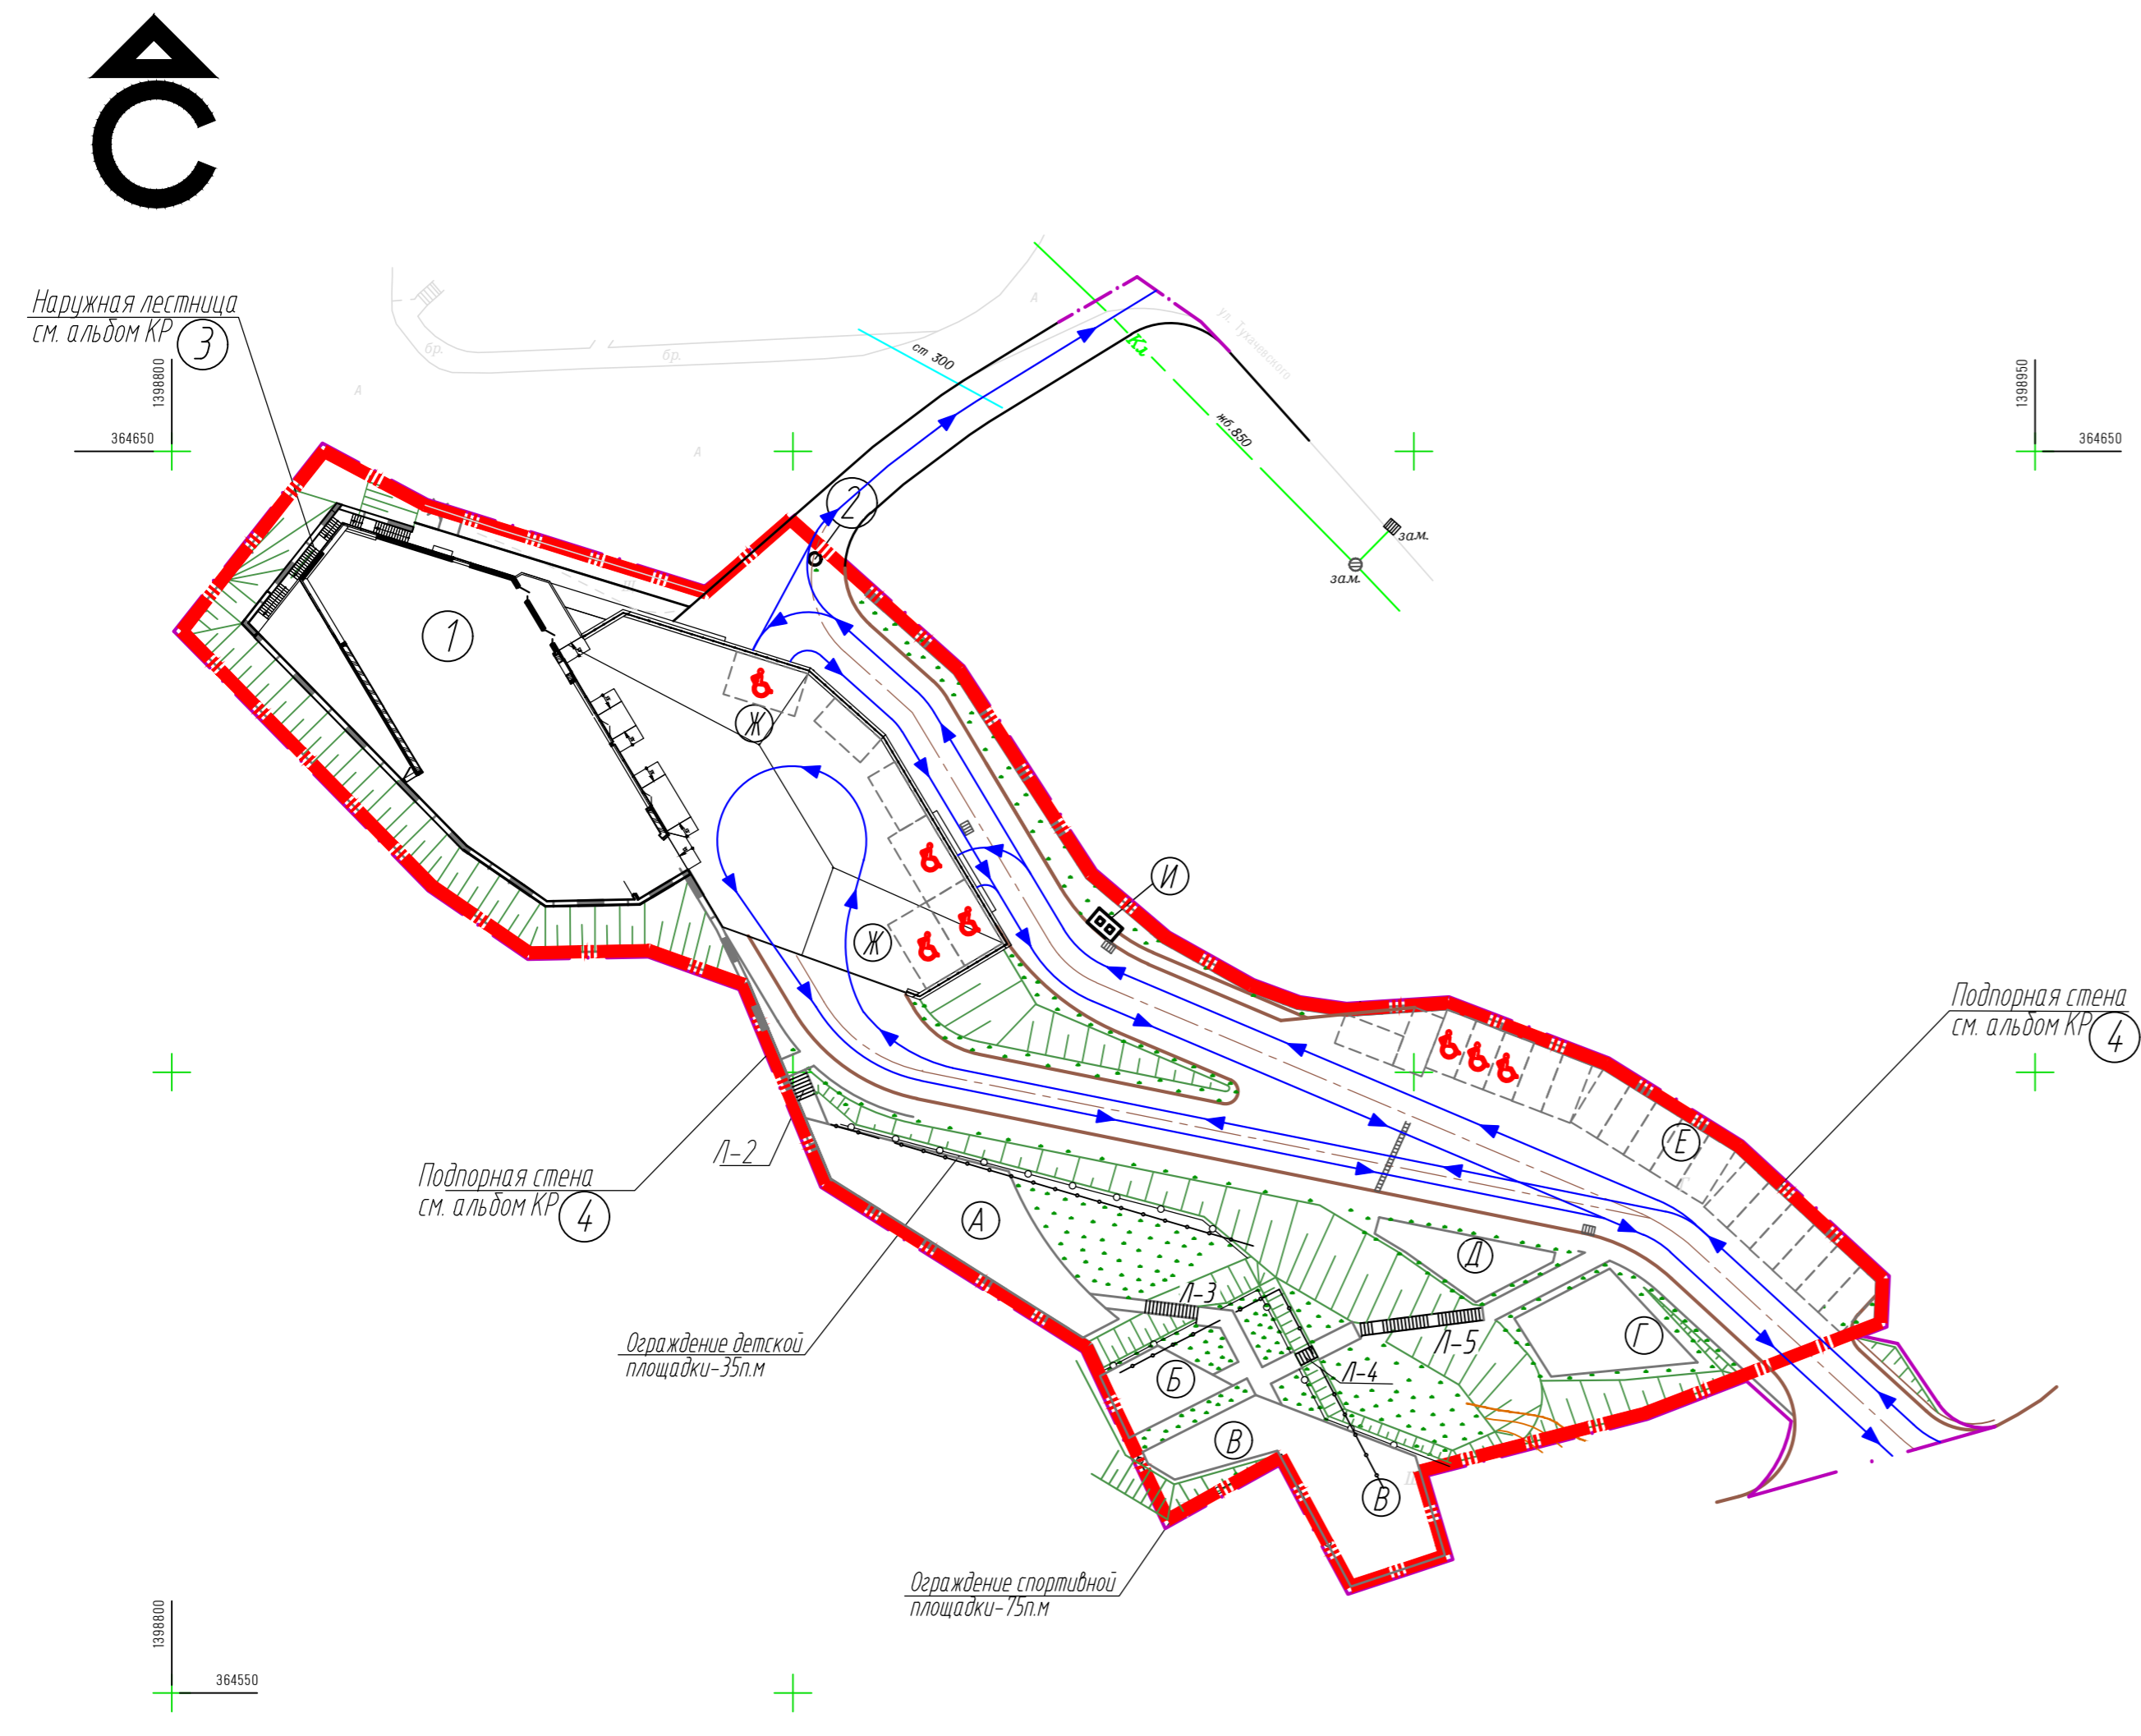 С
Наружная лестница
см. альбом КР
3
1398800
364650
1398950
364650
бр.
бр.
А
А
А
ст 300
ул. Тухачевского
жб.850
зам.
зам.
2
1
Ж
Ж
И
Подпорная стена
см. альбом КР
4
Е
Л-2
Подпорная стена
см. альбом КР
4
А
Д
Л-3
Г
Л-5
Ограждение детской
площадки-35п.м
Б
Л-4
В
В
Ограждение спортивной
площадки-75п.м
1398800
364550